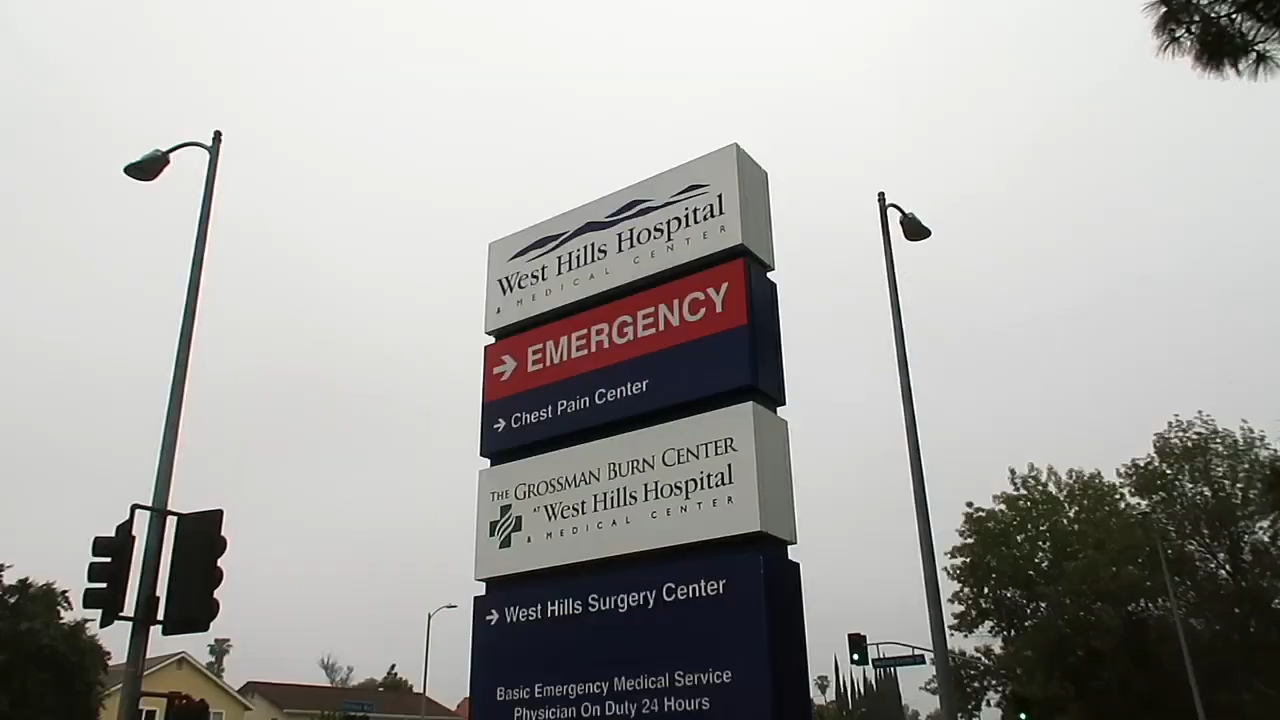 West Hills Hospital
& MEDICAL CENTER
→ EMERGENCY
→ Chest Pain Center
THE GROSSMAN BURN CENTER
AT West Hills Hospital
& MEDICAL CENTER
→ West Hills Surgery Center
Basic Emergency Medical Service
Physician On Duty 24 Hours